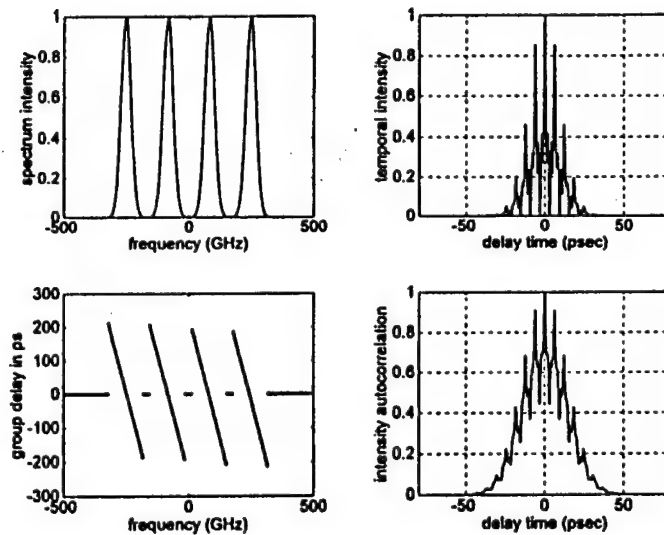 1
0.8
0.6
0.4
0.2
0
-500 0 500
spectrum intensity
frequency (GHz)
1
0.8
0.6
0.4
0.2
0
-50 0 50
temporal intensity
delay time (psec)
300
200
100
0
-100
-200
-300
-500 0 500
group delay in ps
frequency (GHz)
1
0.8
0.6
0.4
0.2
0
-50 0 50
intensity autocorrelation
delay time (psec)